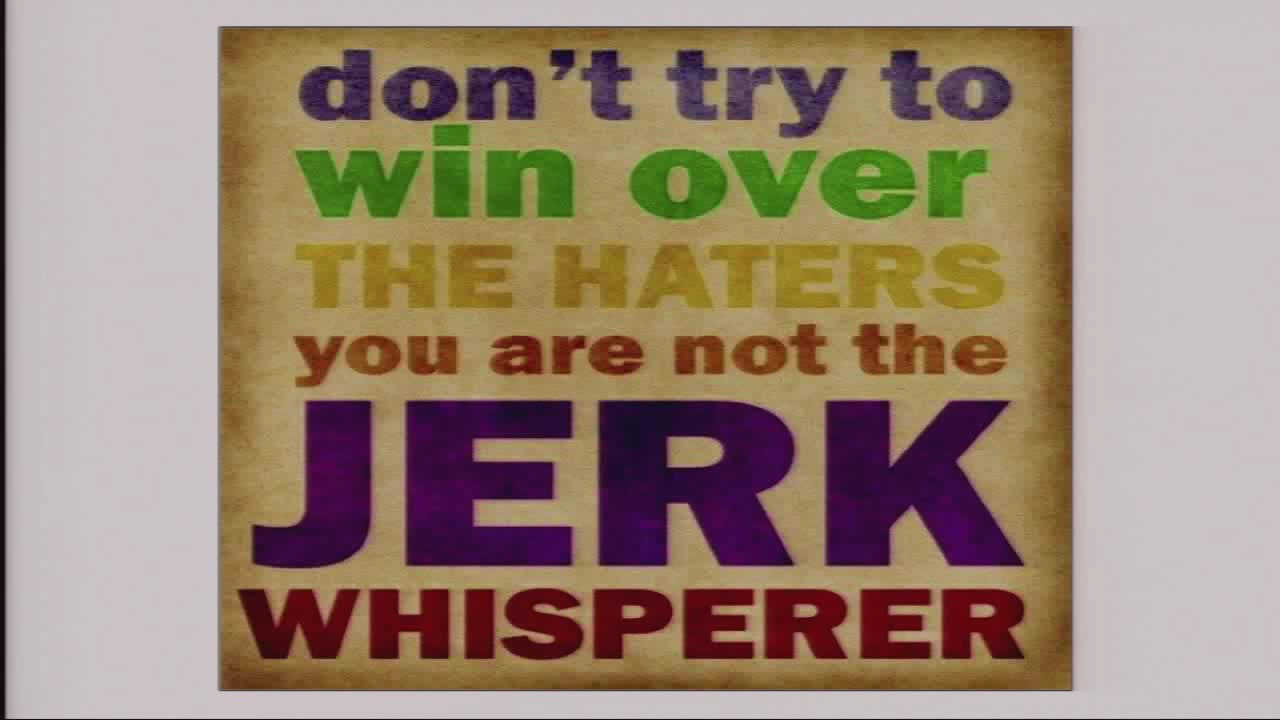 don't try to
win over
THE HATERS
you are not the
JERK
WHISPERER